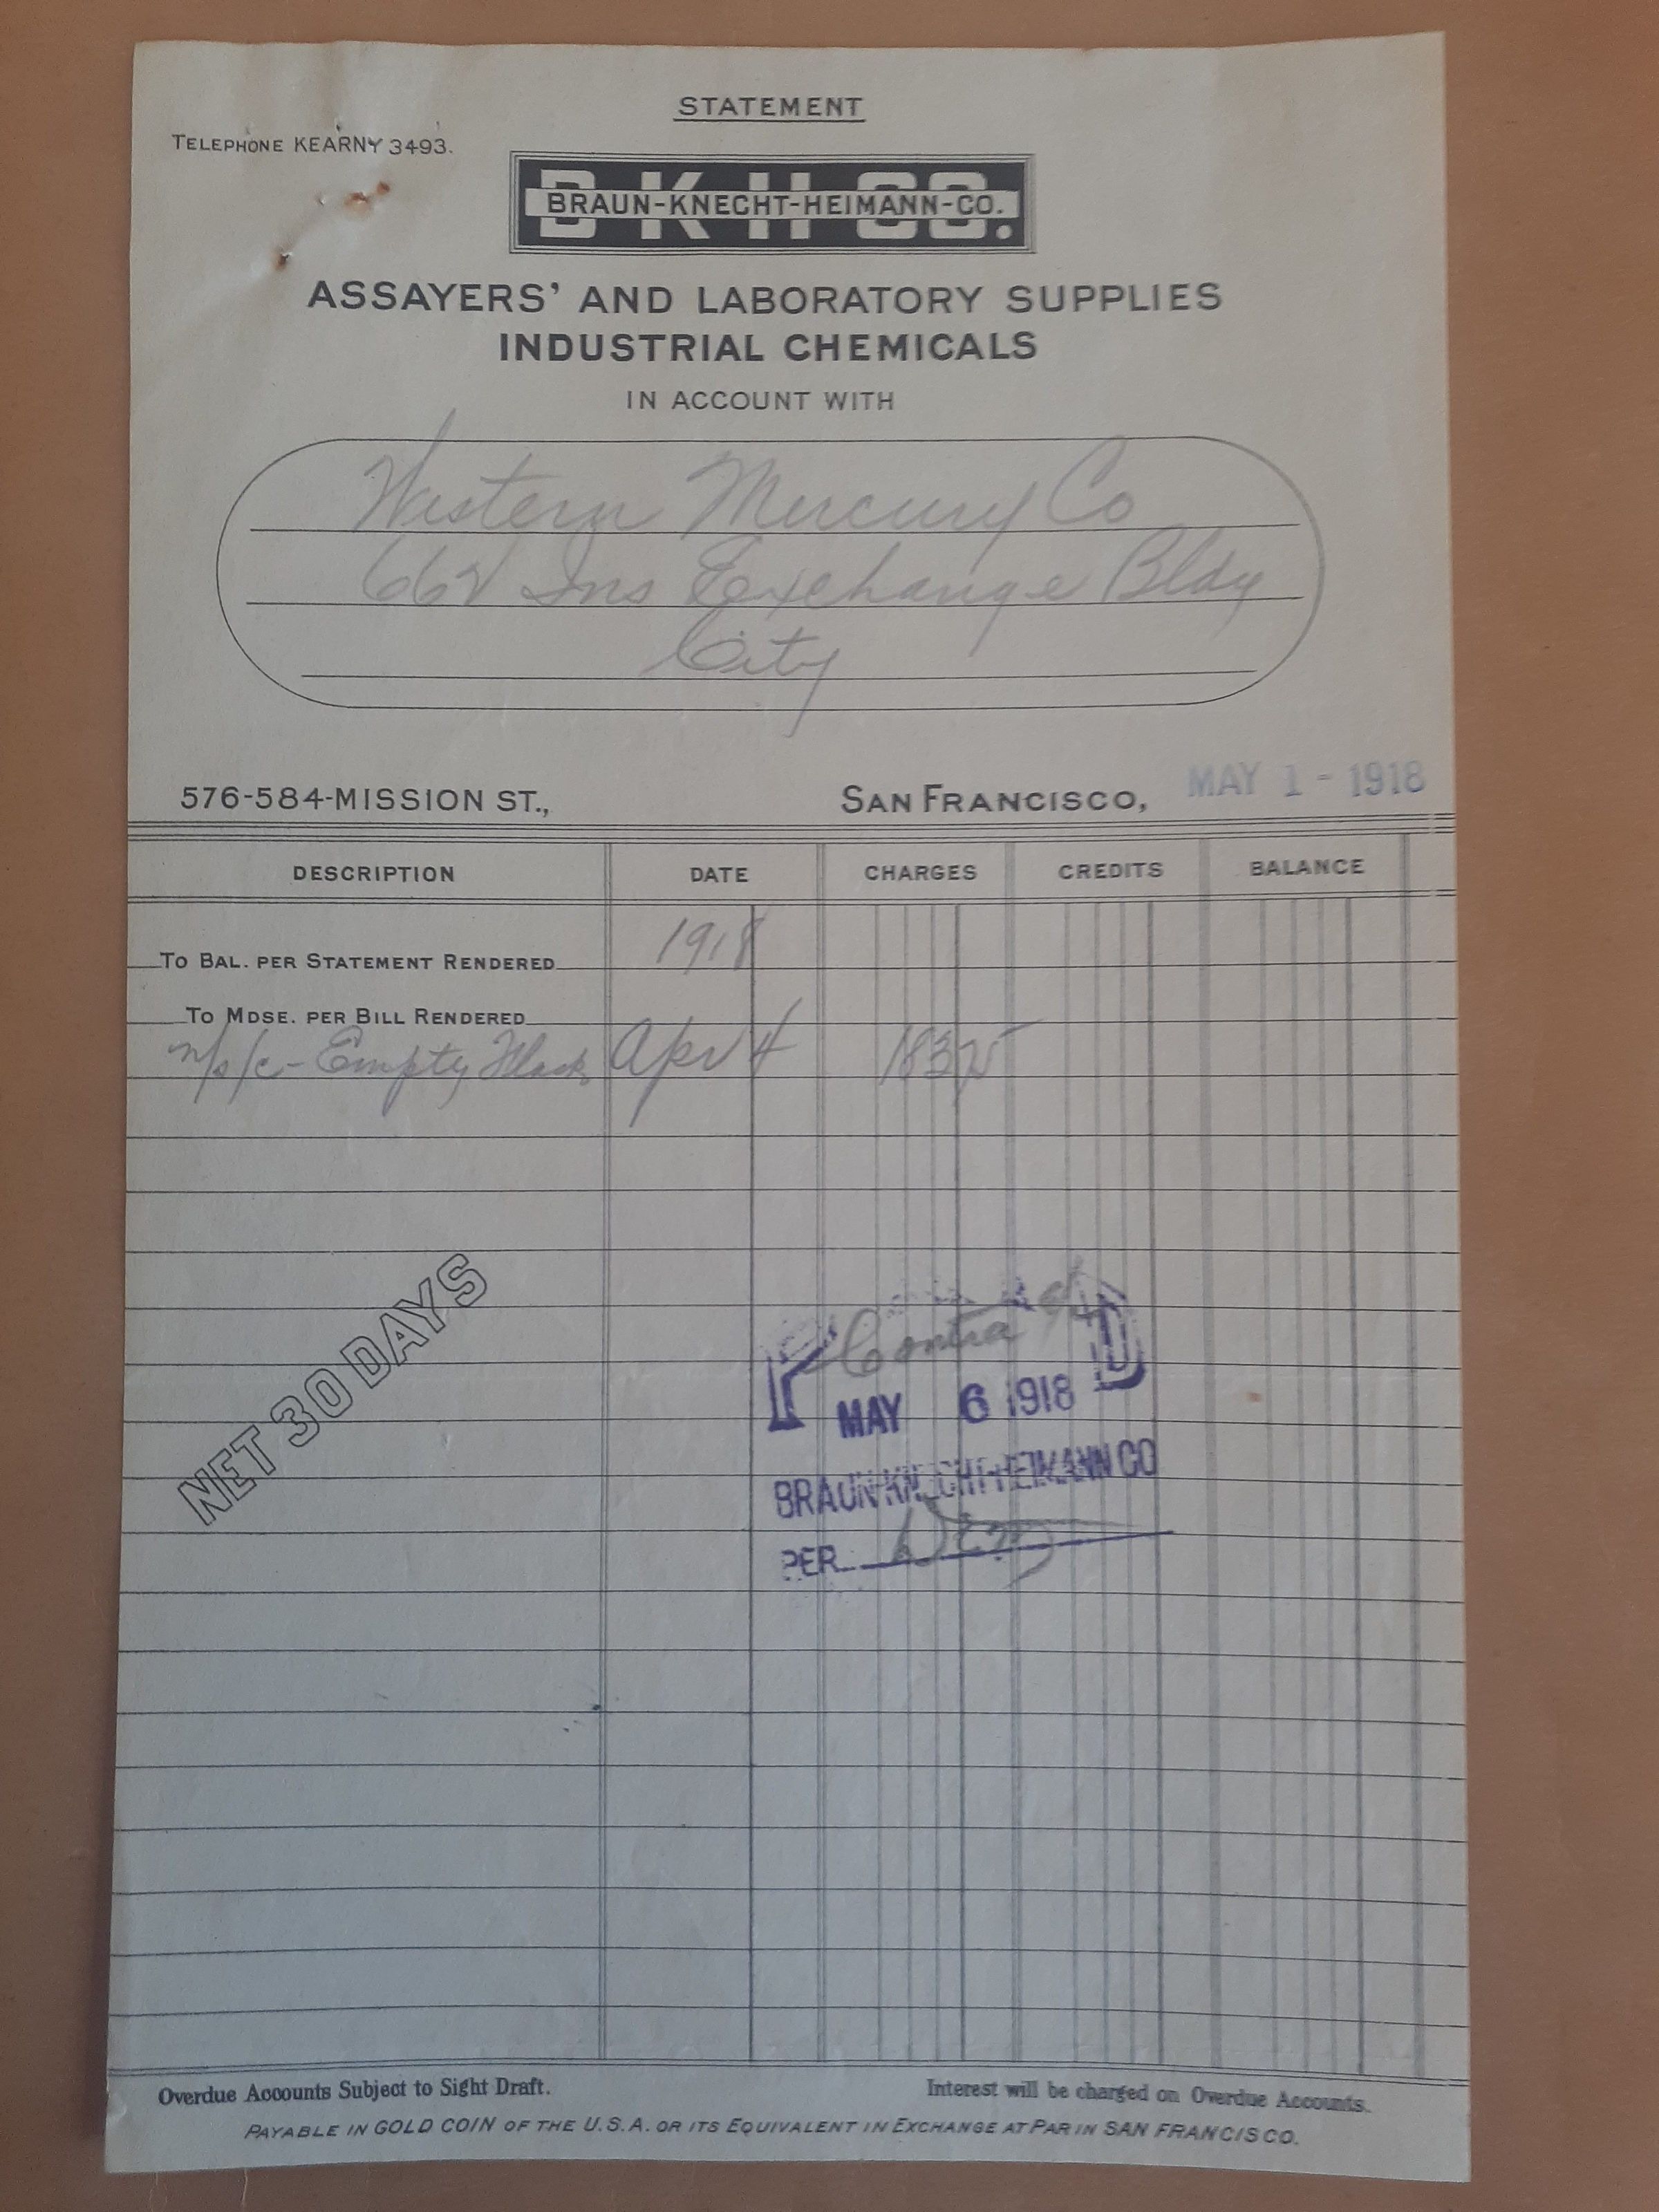 STATEMENT
TELEPHONE KEARNY 3493.
B-K-H-CO.
BRAUN-KNECHT-HEIMANN-CO.
ASSAYERS' AND LABORATORY SUPPLIES
INDUSTRIAL CHEMICALS
IN ACCOUNT WITH
Western Mercury Co
662 Ins Exchange Bldg
City
576-584-MISSION ST., SAN FRANCISCO, MAY 1 - 1918
DESCRIPTION DATE CHARGES CREDITS BALANCE
1918
TO BAL. PER STATEMENT RENDERED
TO MDSE. PER BILL RENDERED
Empty Flask Apr 4 18
NET 30 DAYS
Contra
MAY 6 1918
BRAUN-KNECHT-HEIMANN CO
PER
Overdue Accounts Subject to Sight Draft. Interest will be charged on Overdue Accounts.
PAYABLE IN GOLD COIN OF THE U.S.A. OR ITS EQUIVALENT IN EXCHANGE AT PAR IN SAN FRANCISCO.